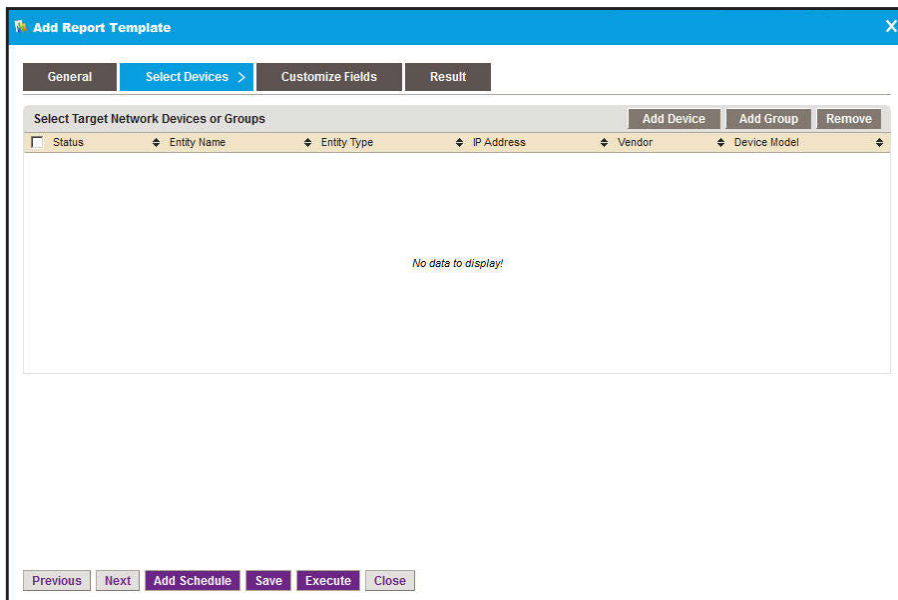 Add Report Template X
General Select Devices > Customize Fields Result
Select Target Network Devices or Groups Add Device Add Group Remove
Status Entity Name Entity Type IP Address Vendor Device Model
No data to display!
Previous Next Add Schedule Save Execute Close